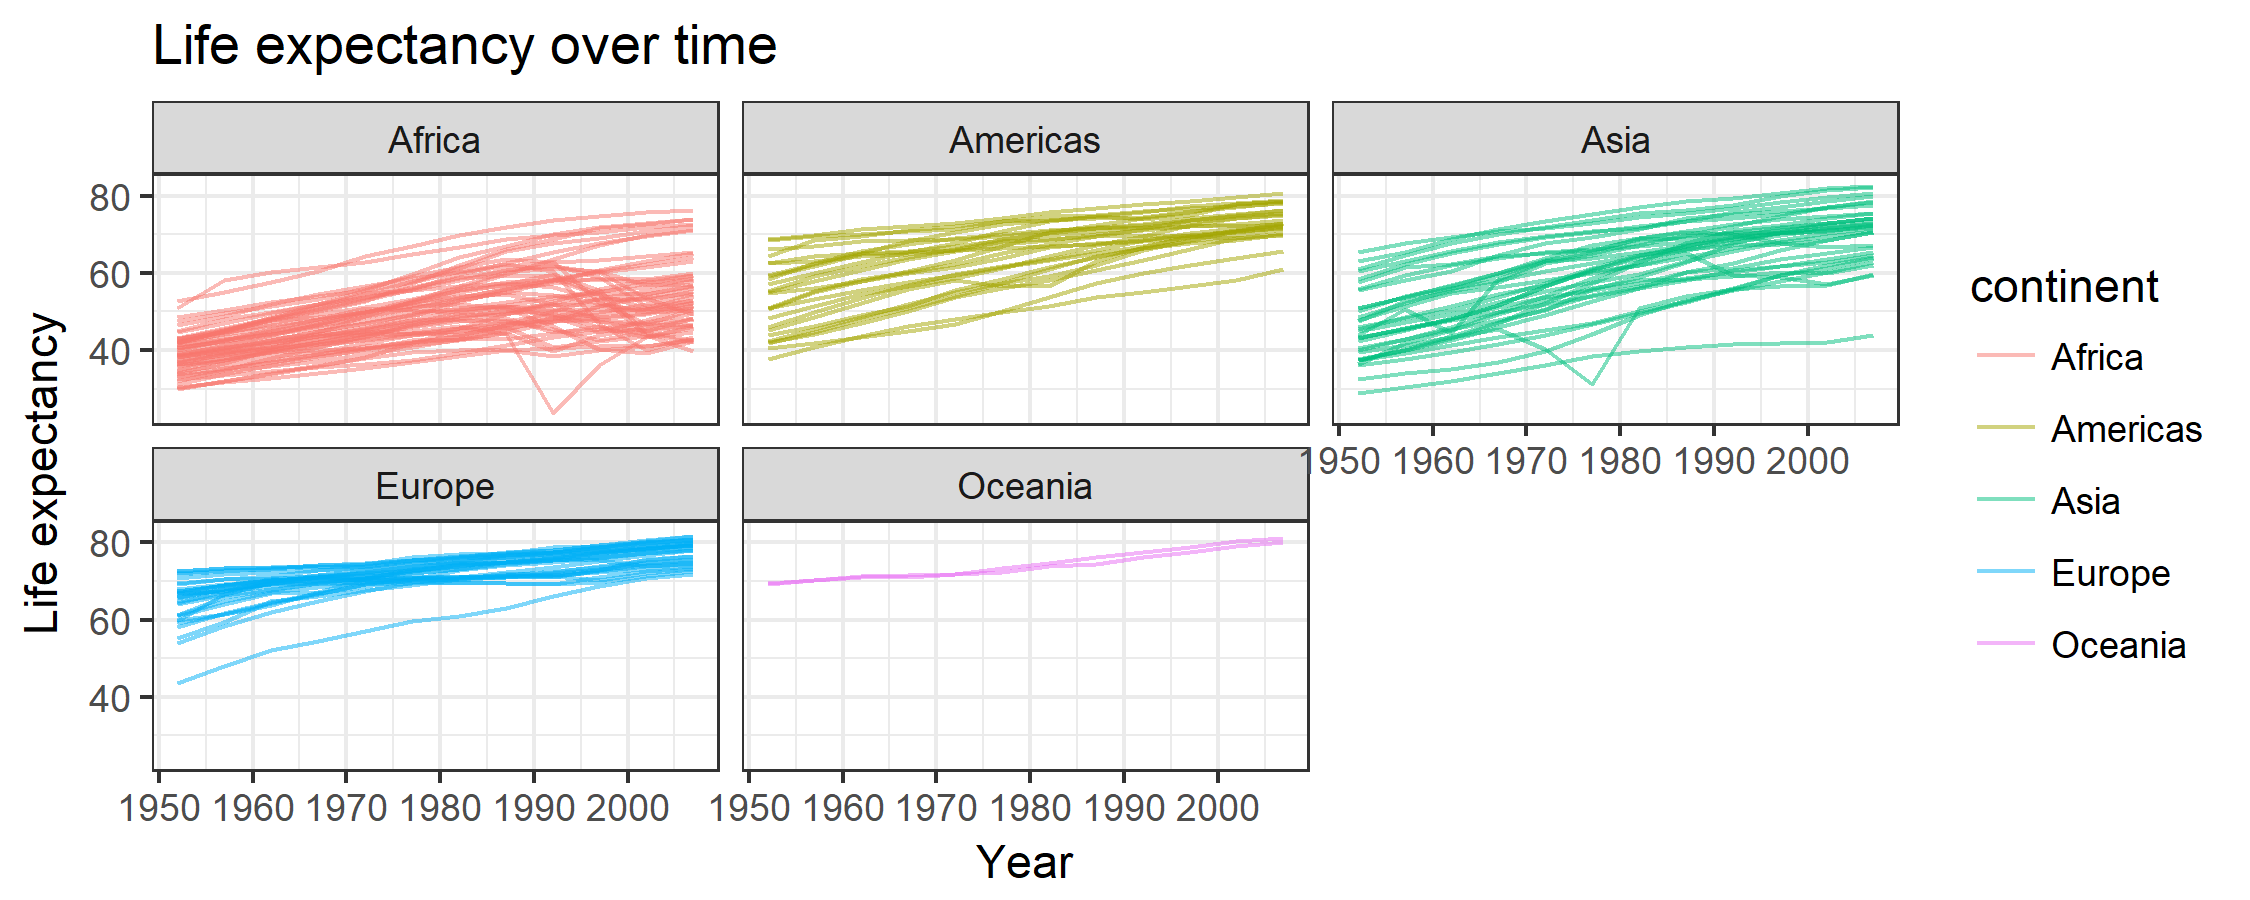 Life expectancy over time
Africa
Americas
Asia
80
60
40
1950 1960 1970 1980 1990 2000
Europe
Oceania
80
60
40
1950 1960 1970 1980 1990 2000
1950 1960 1970 1980 1990 2000
Life expectancy
Year
continent
Africa
Americas
Asia
Europe
Oceania